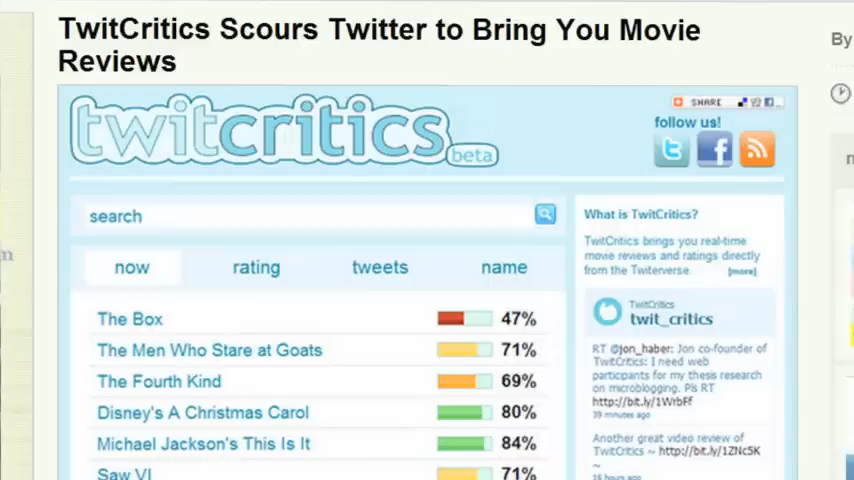 TwitCritics Scours Twitter to Bring You Movie
Reviews
By
twitcritics
beta
SHARE
follow us!
search
now
rating
tweets
name
The Box 47%
The Men Who Stare at Goats 71%
The Fourth Kind 69%
Disney's A Christmas Carol 80%
Michael Jackson's This Is It 84%
Saw VI 71%
What is TwitCritics?
TwitCritics brings you real-time
movie reviews and ratings directly
from the Twiterverse. [more]
TwitCritics
twit_critics
RT @jon_haber: Jon co-founder of
TwitCritics: I need web
participants for my thesis research
on microblogging. Pls RT
http://bit.ly/1WrbFf
39 minutes ago
Another great video review of
TwitCritics ~ http://bit.ly/1ZNc5K
~
18 hours ago